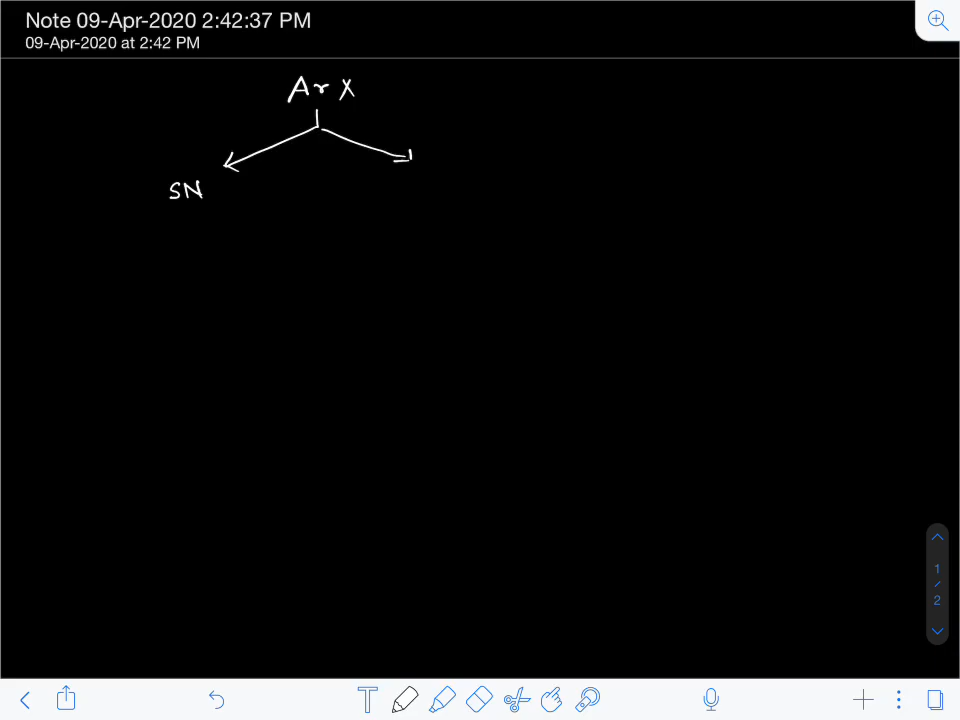 Note 09-Apr-2020 2:42:37 PM
09-Apr-2020 at 2:42 PM
Ar X
SN
1
/
2
T